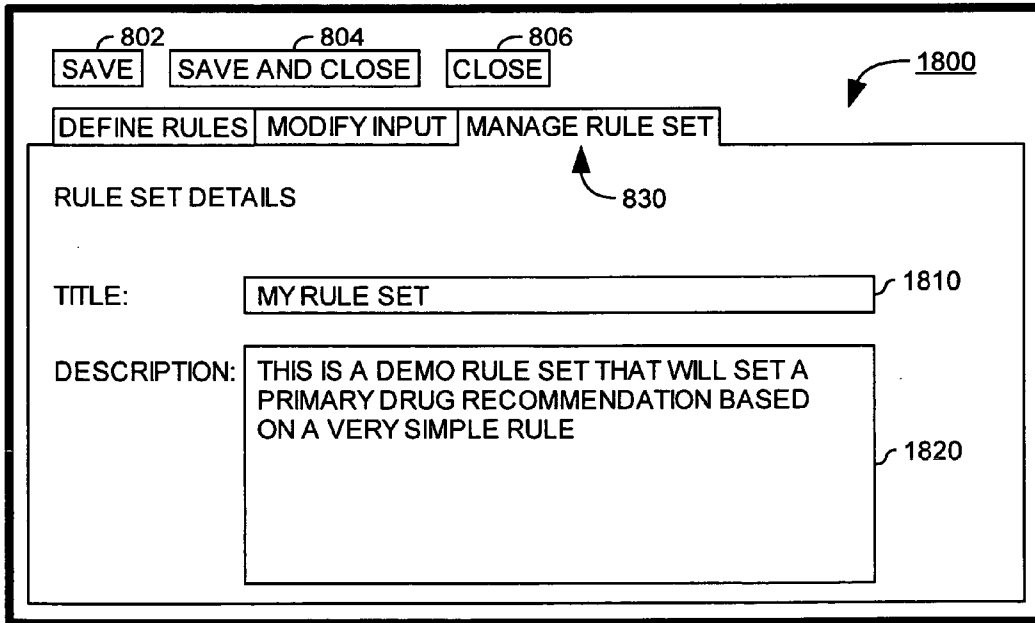 802 804 806
SAVE SAVE AND CLOSE CLOSE
1800
DEFINE RULES MODIFY INPUT MANAGE RULE SET
830
RULE SET DETAILS
TITLE: MY RULE SET 1810
DESCRIPTION: THIS IS A DEMO RULE SET THAT WILL SET A
PRIMARY DRUG RECOMMENDATION BASED
ON A VERY SIMPLE RULE
1820